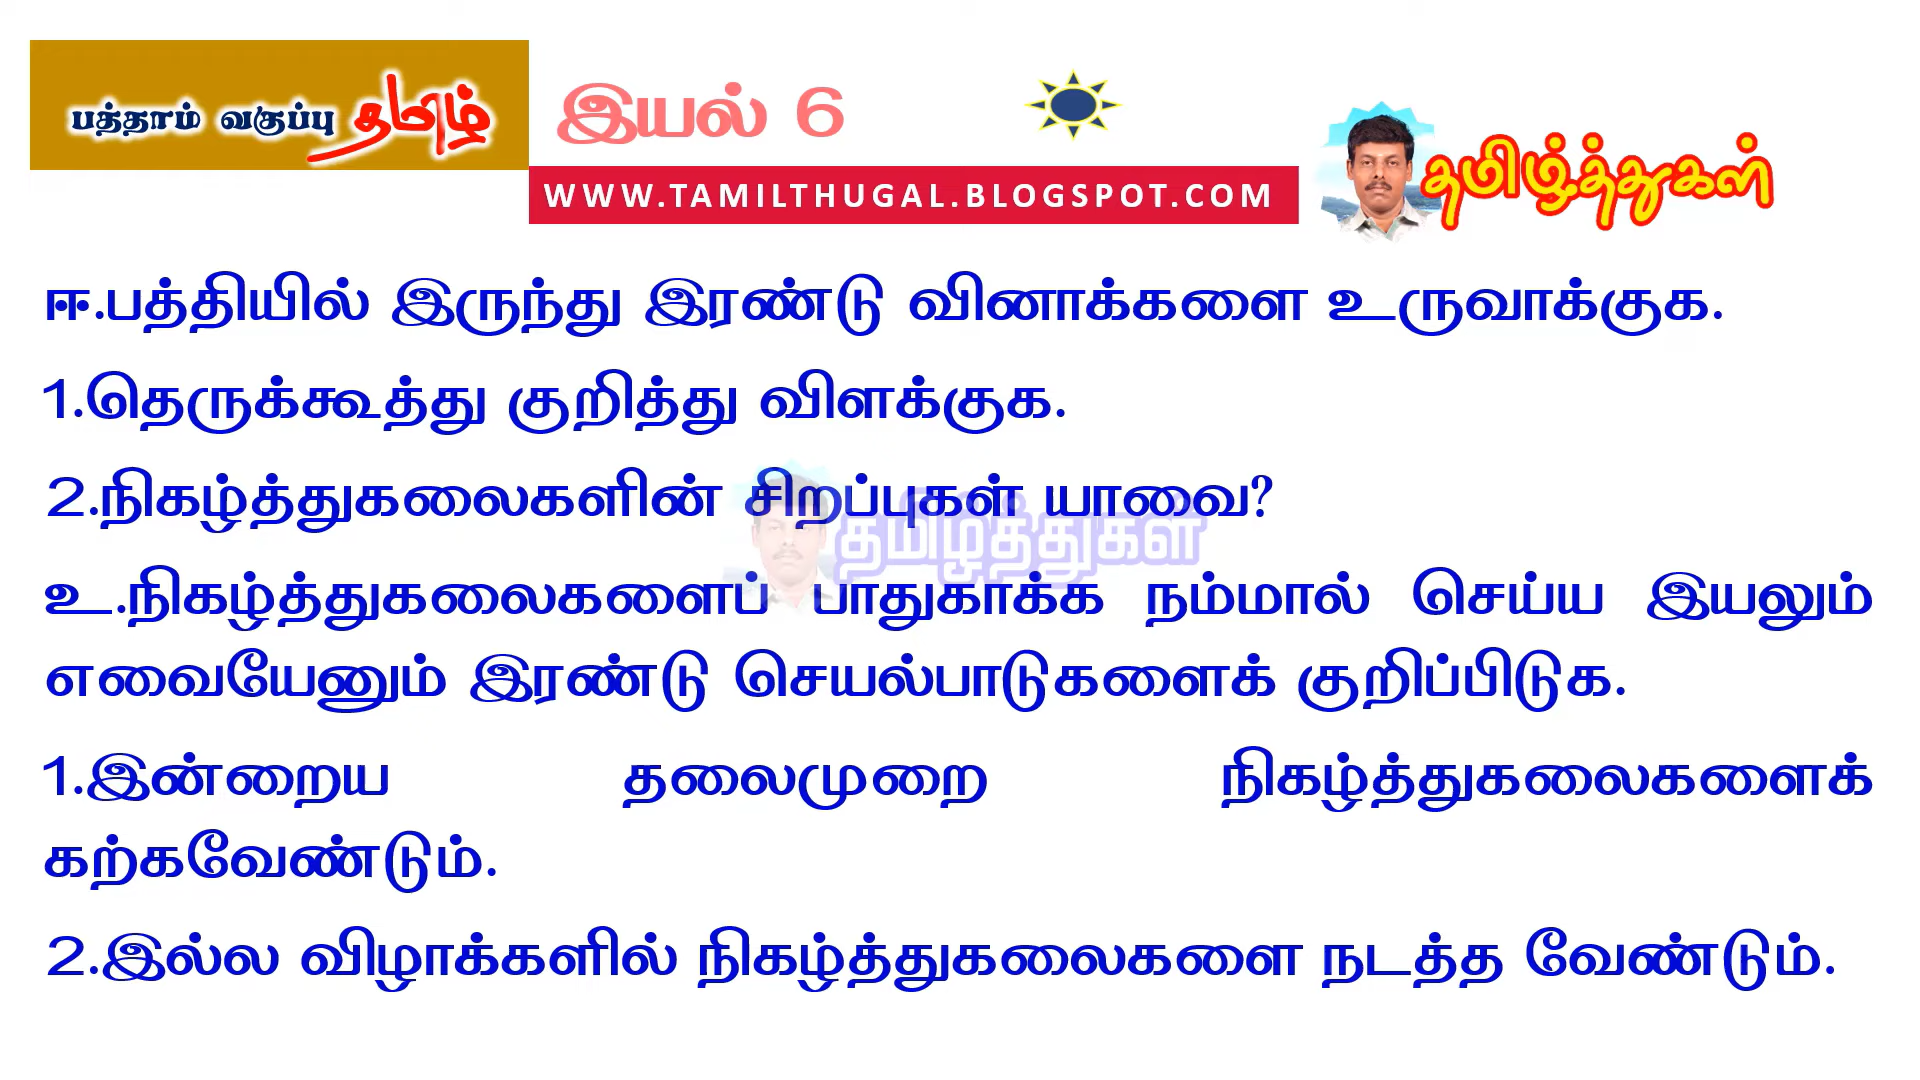 பத்தாம் வகுப்பு தமிழ்
இயல் 6
WWW.TAMILTHUGAL.BLOGSPOT.COM
தமிழ்த்துகள்
ஈ.பத்தியில் இருந்து இரண்டு வினாக்களை உருவாக்குக.
1.தெருக்கூத்து குறித்து விளக்குக.
2.நிகழ்த்துகலைகளின் சிறப்புகள் யாவை?
தமிழ்த்துகள்
உ.நிகழ்த்துகலைகளைப் பாதுகாக்க நம்மால் செய்ய இயலும்
எவையேனும் இரண்டு செயல்பாடுகளைக் குறிப்பிடுக.
1.இன்றைய தலைமுறை நிகழ்த்துகலைகளைக்
கற்கவேண்டும்.
2.இல்ல விழாக்களில் நிகழ்த்துகலைகளை நடத்த வேண்டும்.